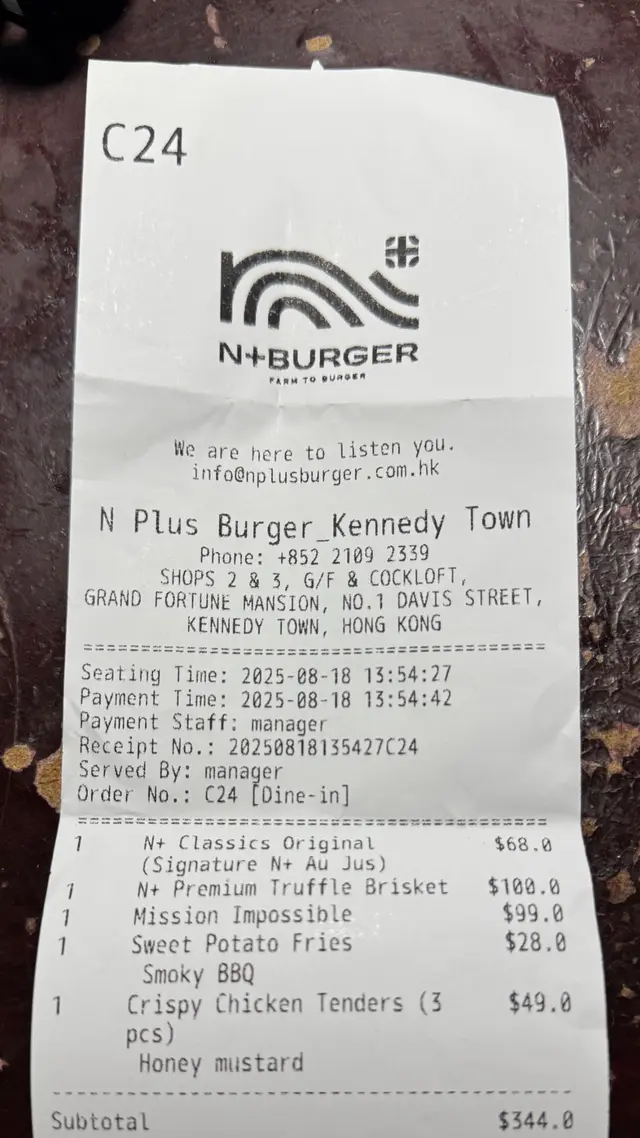 C24
N+BURGER
FARM TO BURGER
We are here to listen you.
info@nplusburger.com.hk
N Plus Burger_Kennedy Town
Phone: +852 2109 2339
SHOPS 2 & 3, G/F & COCKLOFT,
GRAND FORTUNE MANSION, NO.1 DAVIS STREET,
KENNEDY TOWN, HONG KONG
============================================
Seating Time: 2025-08-18 13:54:27
Payment Time: 2025-08-18 13:54:42
Payment Staff: manager
Receipt No.: 20250818135427C24
Served By: manager
Order No.: C24 [Dine-in]
============================================
1 N+ Classics Original $68.0
(Signature N+ Au Jus)
1 N+ Premium Truffle Brisket $100.0
1 Mission Impossible $99.0
1 Sweet Potato Fries $28.0
Smoky BBQ
1 Crispy Chicken Tenders (3 $49.0
pcs)
Honey mustard
--------------------------------------------
Subtotal $344.0